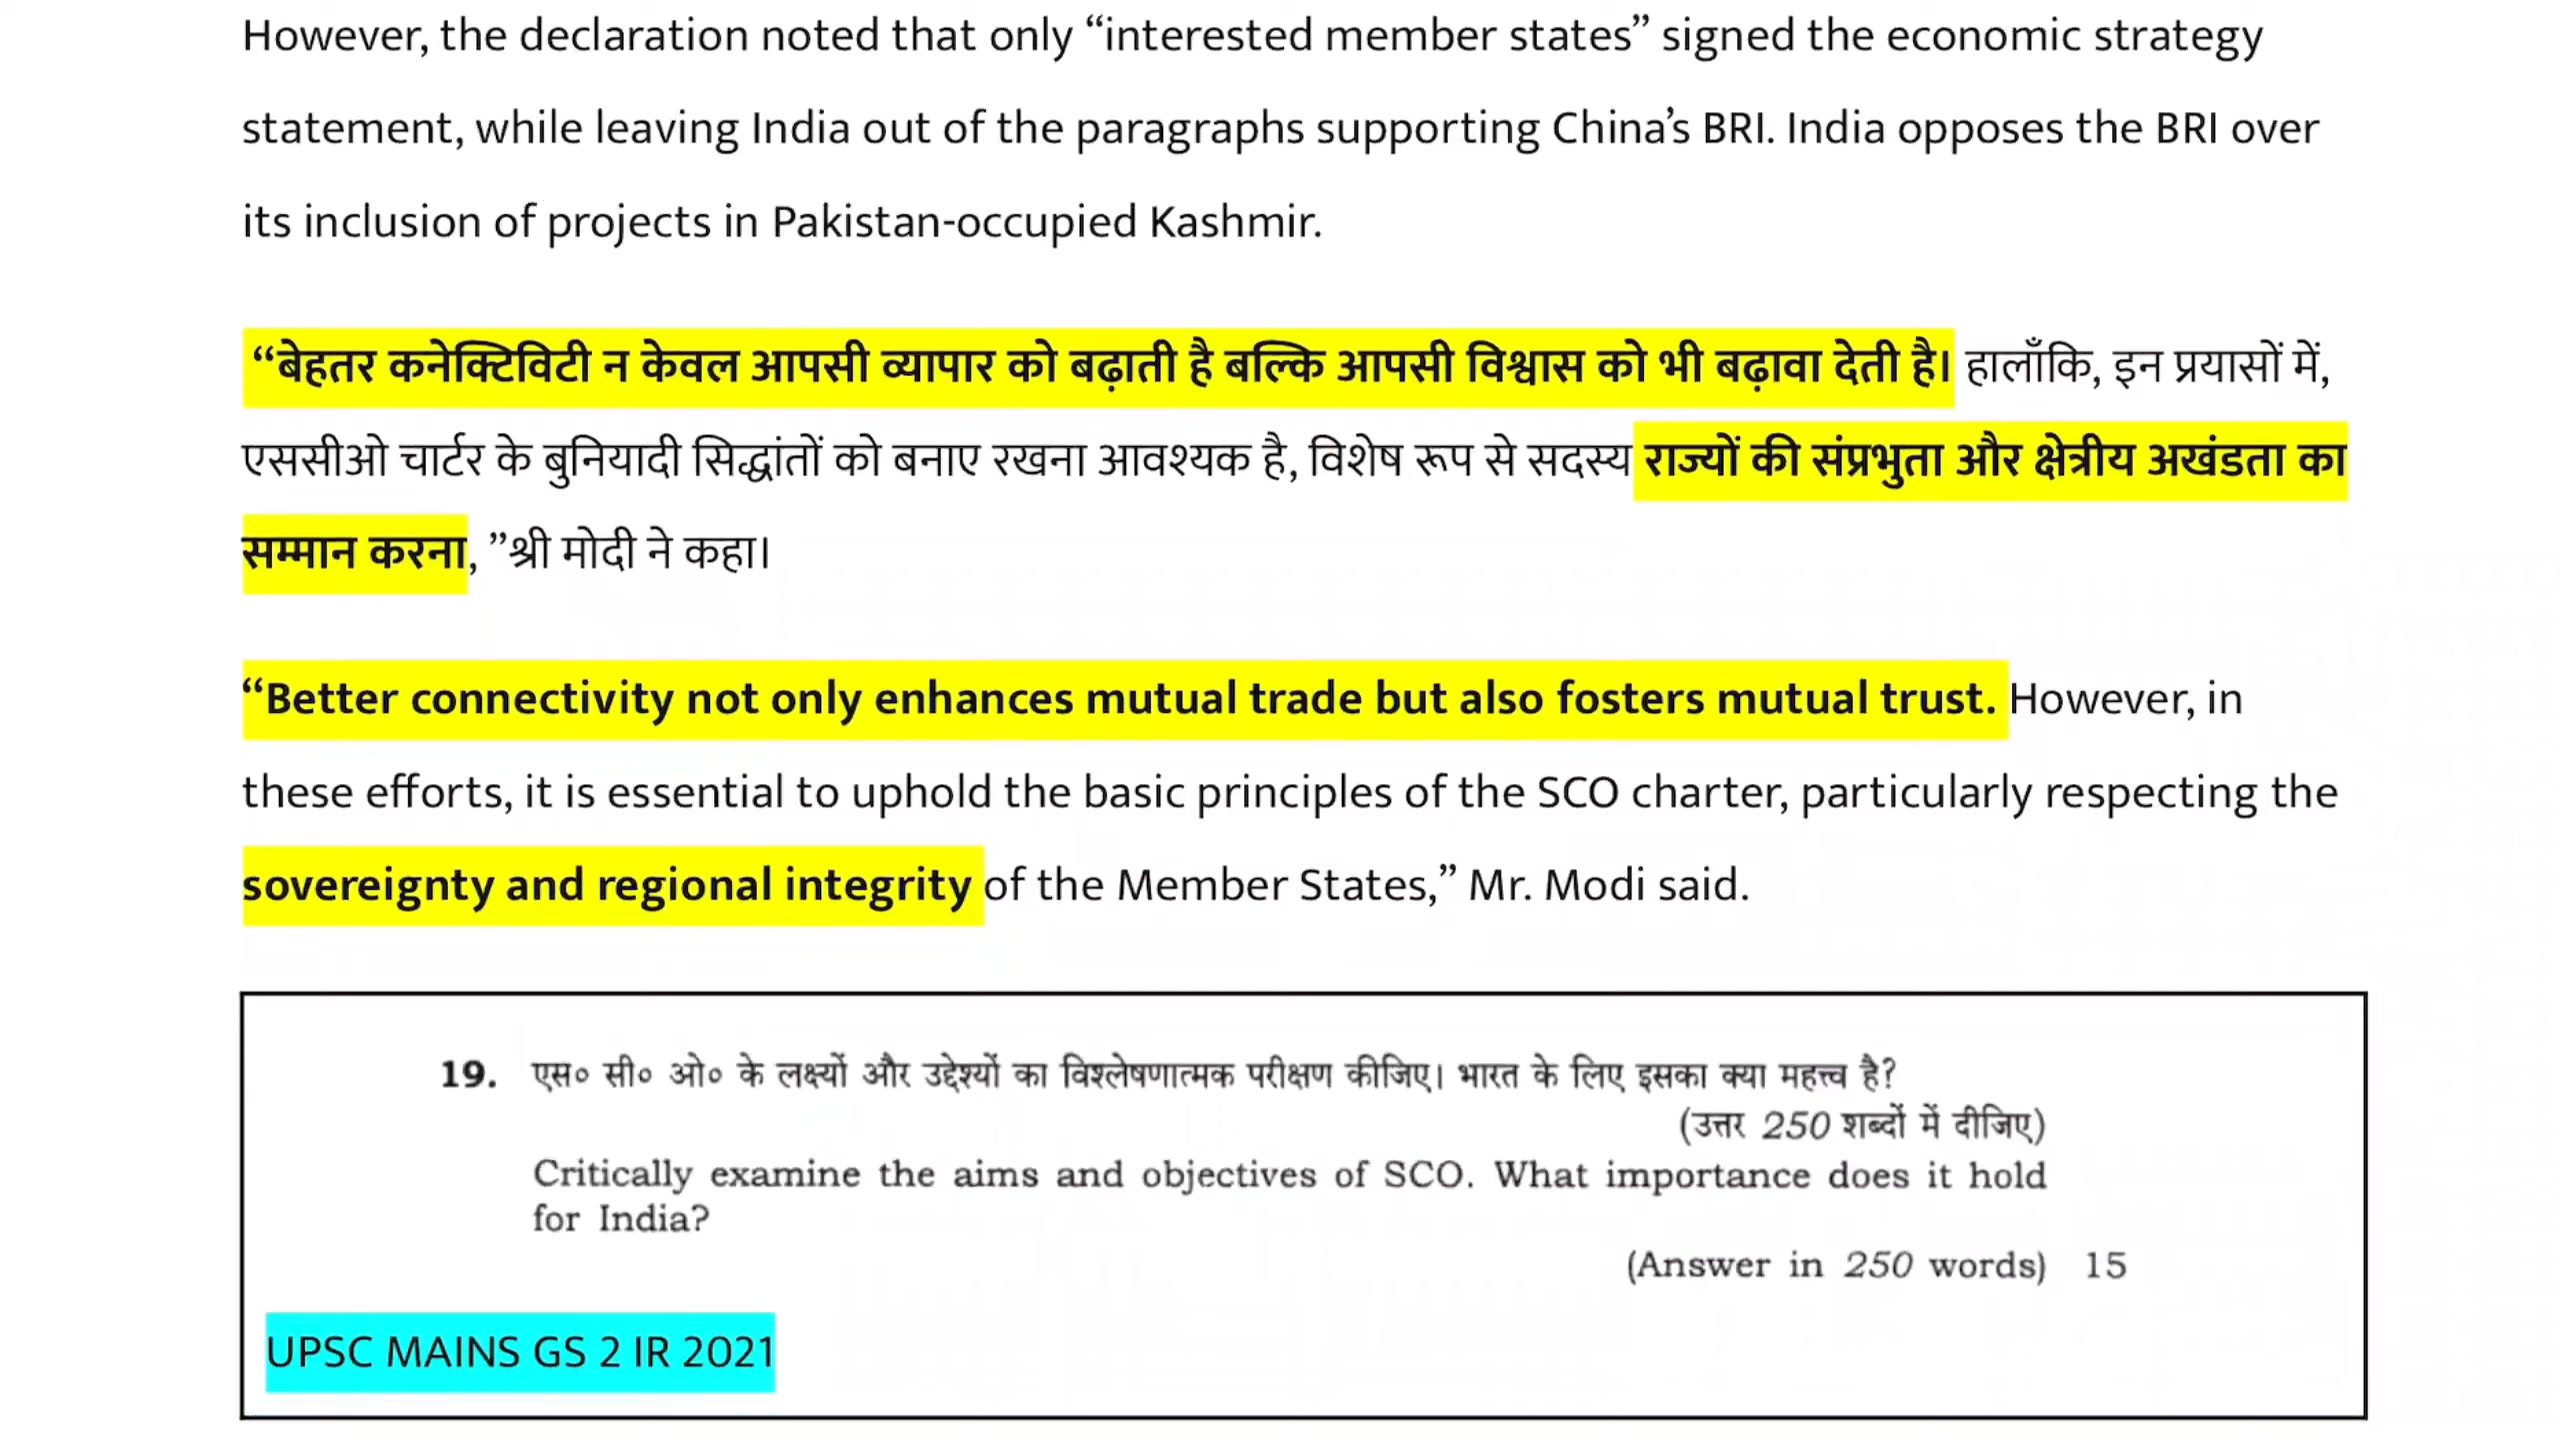 However, the declaration noted that only “interested member states” signed the economic strategy
statement, while leaving India out of the paragraphs supporting China’s BRI. India opposes the BRI over
its inclusion of projects in Pakistan-occupied Kashmir.
“बेहतर कनेक्टिविटी न केवल आपसी व्यापार को बढ़ाती है बल्कि आपसी विश्वास को भी बढ़ावा देती है। हालाँकि, इन प्रयासों में,
एससीओ चार्टर के बुनियादी सिद्धांतों को बनाए रखना आवश्यक है, विशेष रूप से सदस्य राज्यों की संप्रभुता और क्षेत्रीय अखंडता का
सम्मान करना, ”श्री मोदी ने कहा।
“Better connectivity not only enhances mutual trade but also fosters mutual trust. However, in
these efforts, it is essential to uphold the basic principles of the SCO charter, particularly respecting the
sovereignty and regional integrity of the Member States,” Mr. Modi said.
19. एस० सी० ओ० के लक्ष्यों और उद्देश्यों का विश्लेषणात्मक परीक्षण कीजिए। भारत के लिए इसका क्या महत्त्व है?
(उत्तर 250 शब्दों में दीजिए)
Critically examine the aims and objectives of SCO. What importance does it hold
for India?
(Answer in 250 words) 15
UPSC MAINS GS 2 IR 2021